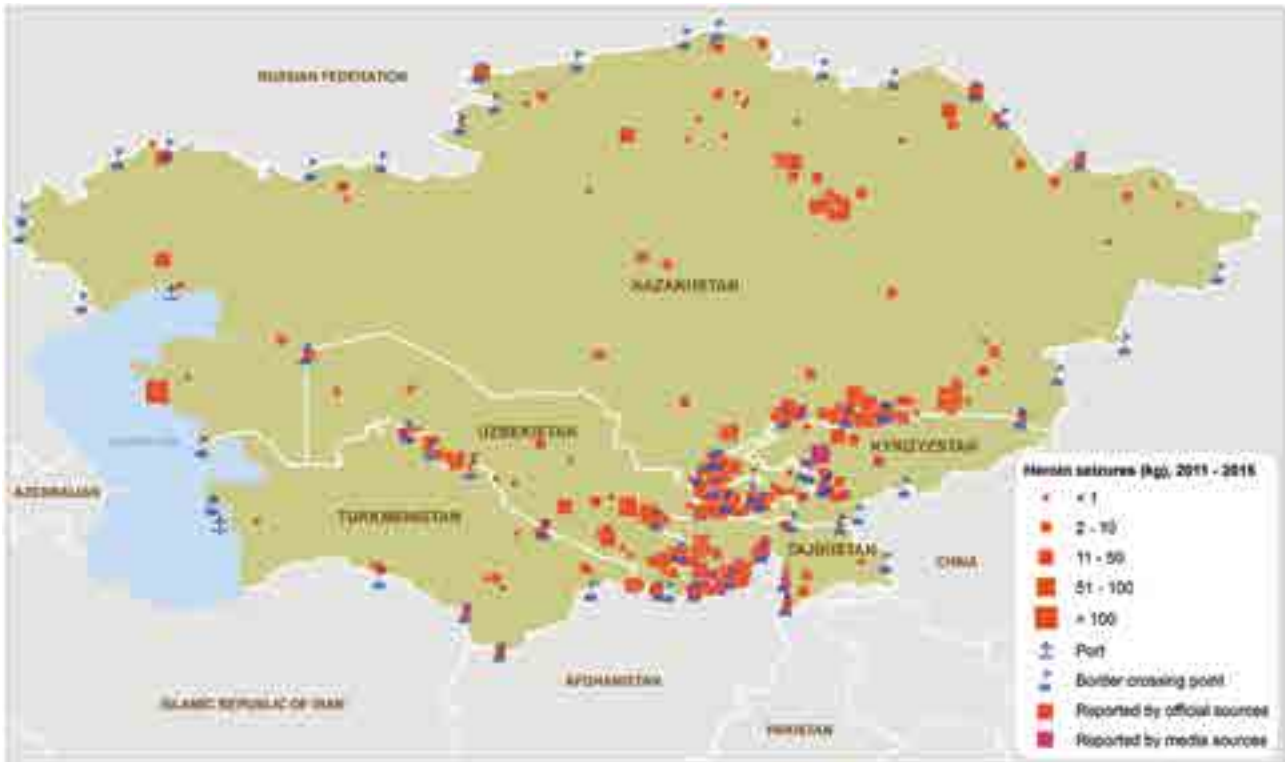 RUSSIAN FEDERATION
KAZAKHSTAN
UZBEKISTAN
KYRGYZSTAN
AZERBAIJAN
TURKMENISTAN
TAJIKISTAN
CHINA
AFGHANISTAN
ISLAMIC REPUBLIC OF IRAN
PAKISTAN
Heroin seizures (kg), 2011 - 2015
< 1
2 - 10
11 - 50
51 - 100
> 100
Port
Border crossing point
Reported by official sources
Reported by media sources